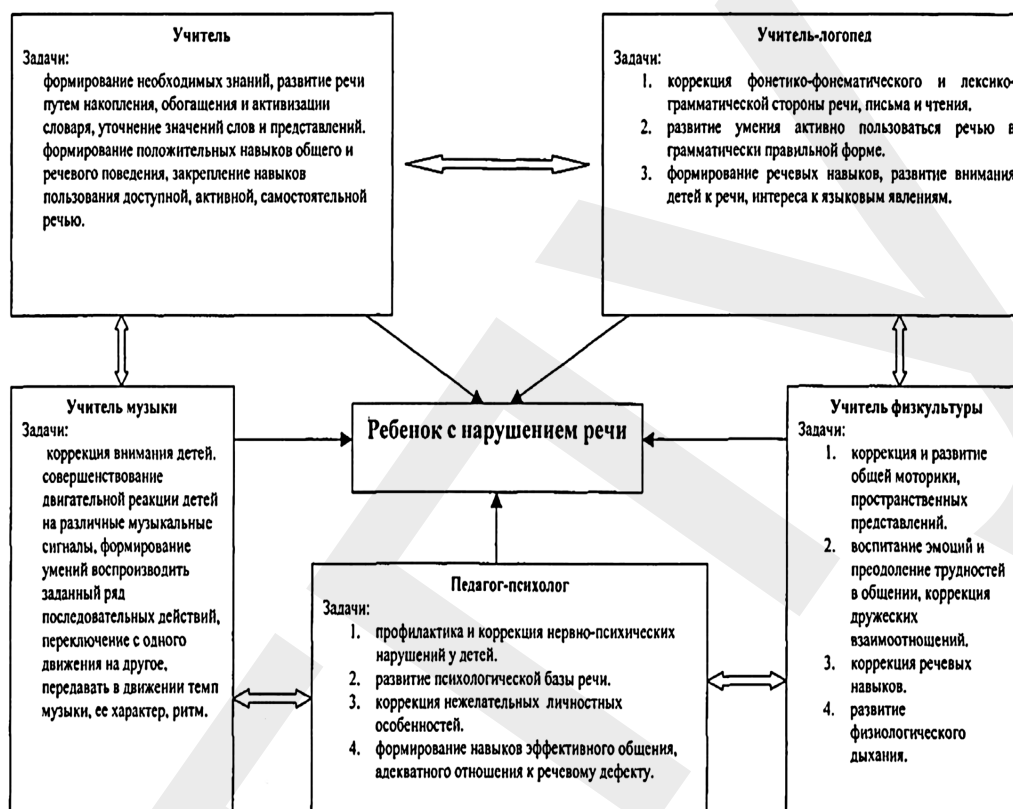 Учитель
Задачи:
формирование необходимых знаний, развитие речи
путем накопления, обогащения и активизации
словаря, уточнение значений слов и представлений.
формирование положительных навыков общего и
речевого поведения, закрепление навыков
пользования доступной, активной, самостоятельной
речью.
Учитель-логопед
Задачи:
1. коррекция фонетико-фонематического и лексико-
грамматической стороны речи, письма и чтения.
2. развитие умения активно пользоваться речью в
грамматически правильной форме.
3. формирование речевых навыков, развитие внимания
детей к речи, интереса к языковым явлениям.
Учитель музыки
Задачи:
коррекция внимания детей.
совершенствование
двигательной реакции детей
на различные музыкальные
сигналы, формирование
умений воспроизводить
заданный ряд
последовательных действий,
переключение с одного
движения на другое,
передавать в движении темп
музыки, ее характер, ритм.
Ребенок с нарушением речи
Учитель физкультуры
Задачи:
1. коррекция и развитие
общей моторики,
пространственных
представлений.
2. воспитание эмоций и
преодоление трудностей
в общении, коррекция
дружеских
взаимоотношений.
3. коррекция речевых
навыков.
4. развитие
физиологического
дыхания.
Педагог-психолог
Задачи:
1. профилактика и коррекция нервно-психических
нарушений у детей.
2. развитие психологической базы речи.
3. коррекция нежелательных личностных
особенностей.
4. формирование навыков эффективного общения,
адекватного отношения к речевому дефекту.